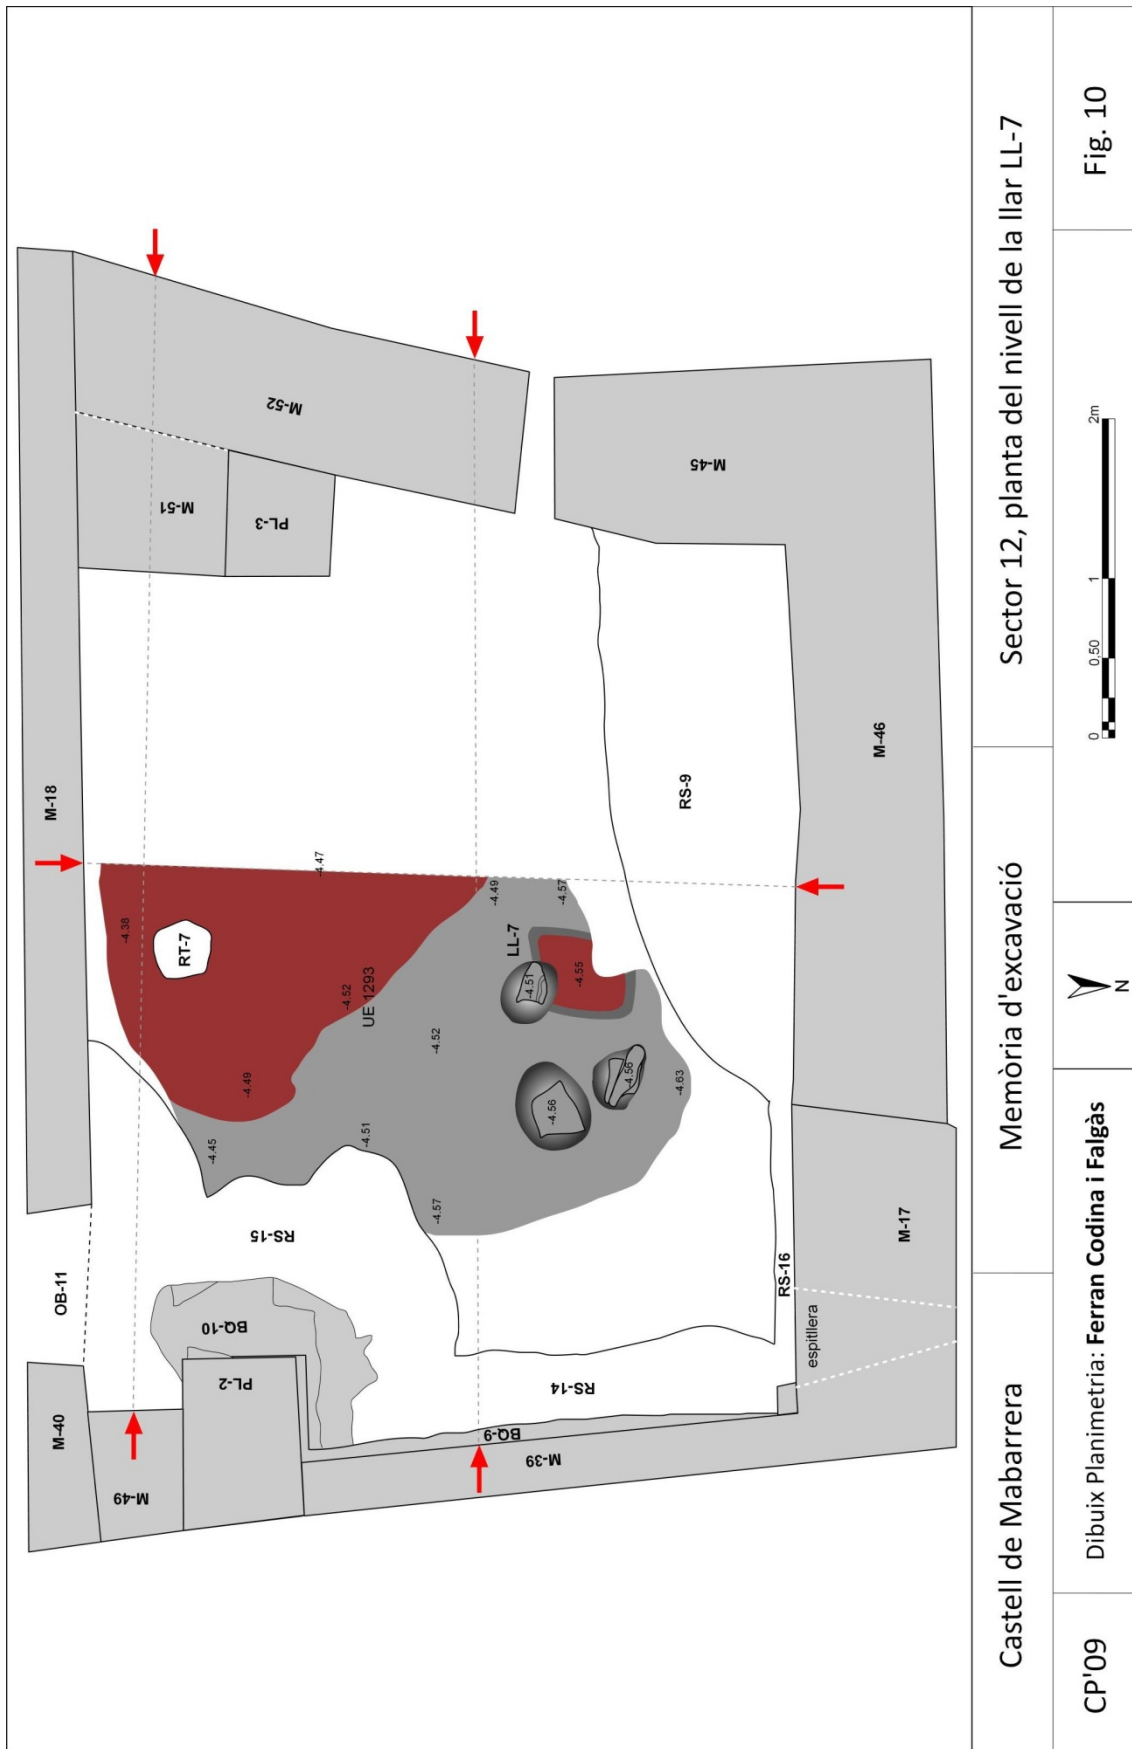 M-18
M-52
M-51
PL-3
M-45
RS-9
M-46
-4.47
-4.38
RT-7
-4.52
UE 1293
-4.49
-4.49
-4.57
LL-7
-4.51
-4.55
-4.52
-4.56
-4.56
-4.63
-4.45
-4.51
-4.57
RS-15
OB-11
BQ-10
PL-2
M-40
M-49
RS-14
BQ-9
M-39
RS-16
espitllera
M-17
Castell de Mabarrera
Memòria d'excavació
Sector 12, planta del nivell de la llar LL-7
CP'09
Dibuix Planimetria: Ferran Codina i Falgàs
N
0
0,50
1
2m
Fig. 10